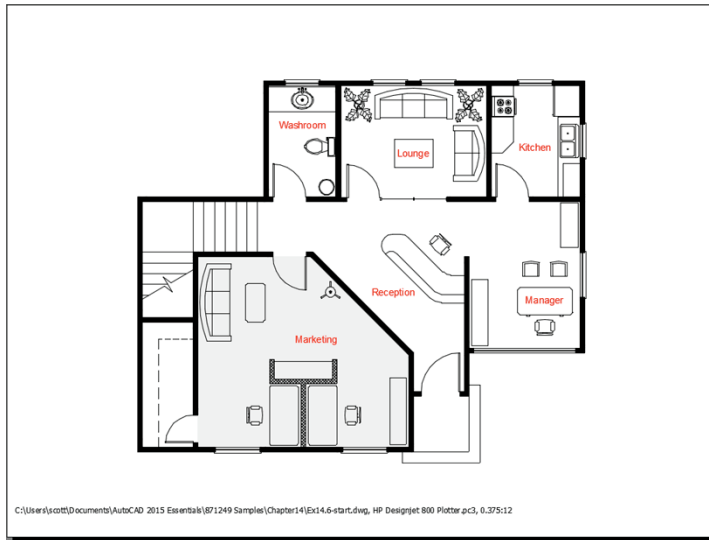 Washroom
Lounge
Kitchen
Reception
Manager
Marketing
C:\Users\scott\Documents\AutoCAD 2015 Essentials\871249 Samples\Chapter14\Ex14.6-start.dwg, HP Designjet 800 Plotter.pc3, 0.375:12